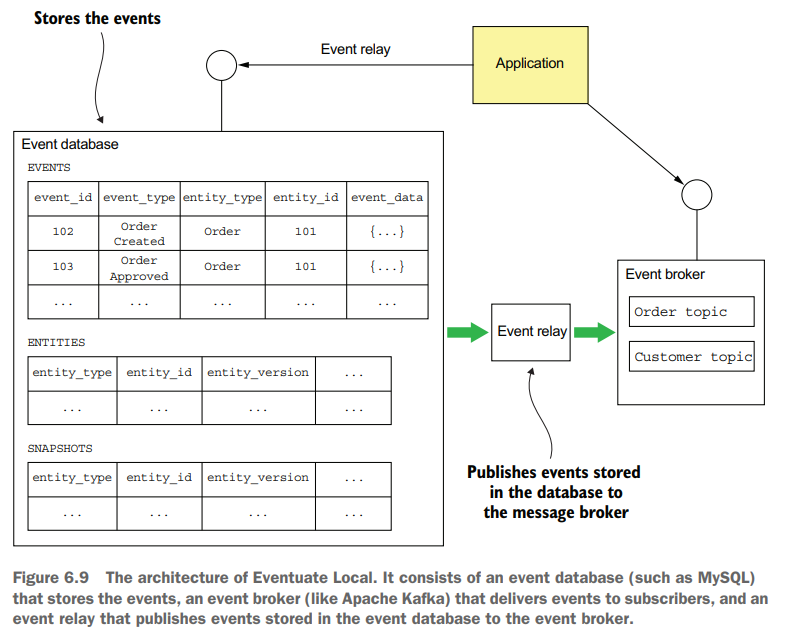 Stores the events
Event relay
Application
Event database
EVENTS
event_id event_type entity_type entity_id event_data
102 Order Created Order 101 {...}
103 Order Approved Order 101 {...}
... ... ... ... ...
ENTITIES
entity_type entity_id entity_version ...
... ... ... ...
SNAPSHOTS
entity_type entity_id entity_version ...
... ... ... ...
Event relay
Event broker
Order topic
Customer topic
Publishes events stored
in the database to
the message broker
Figure 6.9 The architecture of Eventuate Local. It consists of an event database (such as MySQL)
that stores the events, an event broker (like Apache Kafka) that delivers events to subscribers, and an
event relay that publishes events stored in the event database to the event broker.